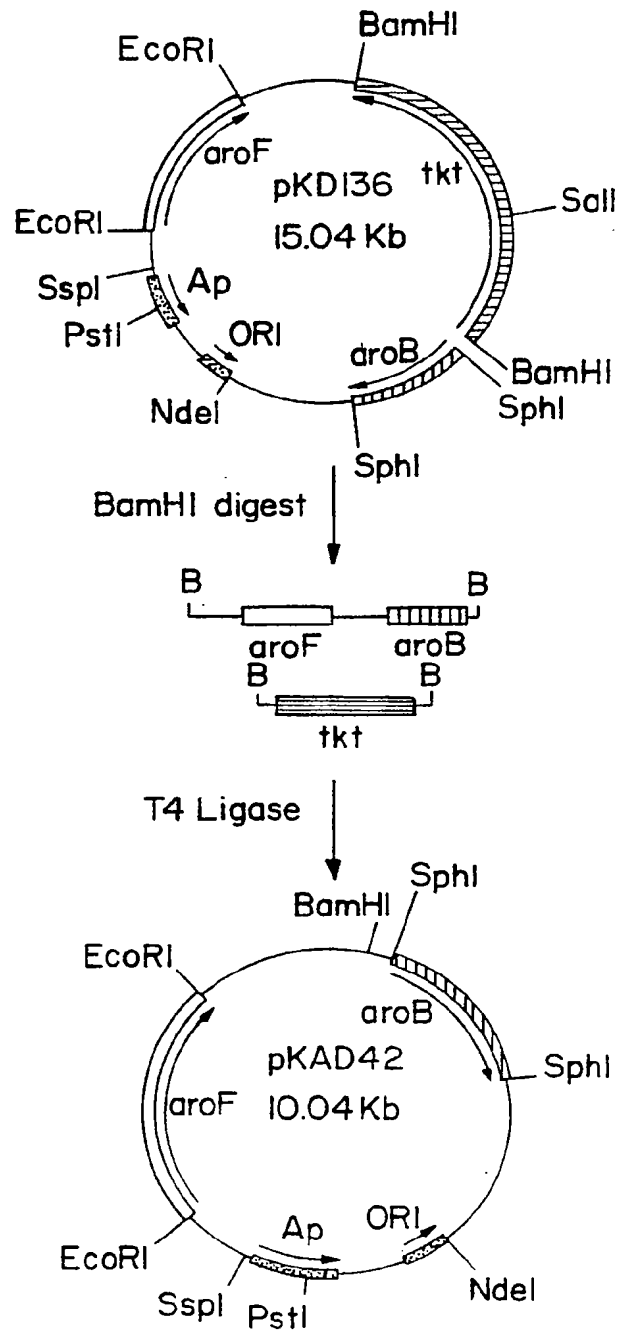 BamHI
EcoRI
aroF
tkt
pKD136
15.04 Kb
SalI
EcoRI
SspI
Ap
PstI
ORI
aroB
BamHI
SphI
NdeI
SphI
BamHI digest
B B
aroF aroB
B B
tkt
T4 Ligase
SphI
BamHI
EcoRI
aroB
pKAD42
SphI
aroF 10.04 Kb
Ap ORI
EcoRI
NdeI
SspI PstI